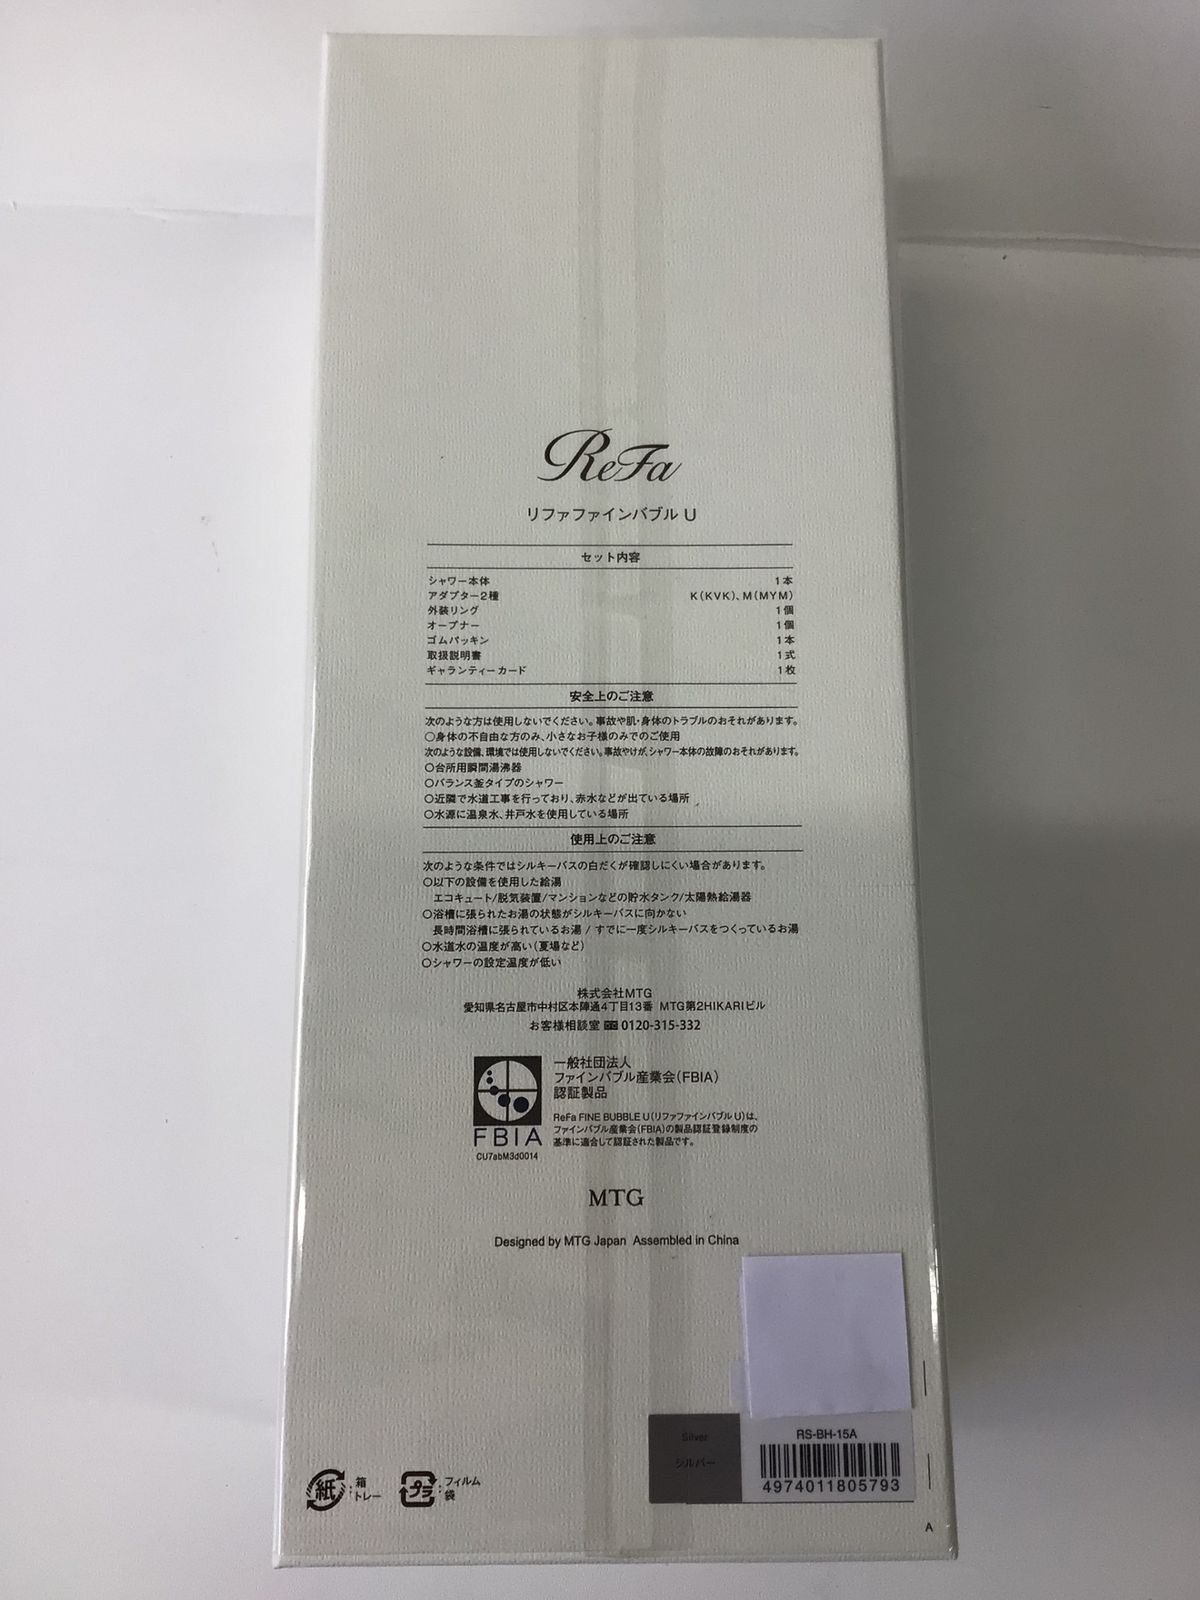 ReFa
リファファインバブル U
セット内容
シャワー本体 1本
アダプター2種 K(KVK)、M(MYM)
外装リング 1個
オープナー 1個
ゴムパッキン 1本
取扱説明書 1式
ギャランティーカード 1枚
安全上のご注意
次のような方は使用しないでください。事故や肌・身体のトラブルのおそれがあります。
○身体の不自由な方のみ、小さなお子様のみでのご使用
次のような設備、環境では使用しないでください。事故やけが、シャワー本体の故障のおそれがあります。
○台所用瞬間湯沸器
○バランス釜タイプのシャワー
○近隣で水道工事を行っており、赤水などが出ている場所
○水源に温泉水、井戸水を使用している場所
使用上のご注意
次のような条件ではシルキーバスの白だくが確認しにくい場合があります。
○以下の設備を使用した給湯
エコキュート/脱気装置/マンションなどの貯水タンク/太陽熱給湯器
○浴槽に張られたお湯の状態がシルキーバスに向かない
長時間浴槽に張られているお湯 / すでに一度シルキーバスをつくっているお湯
○水道水の温度が高い(夏場など)
○シャワーの設定温度が低い
株式会社MTG
愛知県名古屋市中村区本陣通4丁目13番 MTG第2HIKARIビル
お客様相談室 0120-315-332
一般社団法人
ファインバブル産業会(FBIA)
認証製品
ReFa FINE BUBBLE U(リファファインバブル U)は、
ファインバブル産業会(FBIA)の製品認証登録制度の
基準に適合して認証された製品です。
FBIA
CU7abM3d0014
MTG
Designed by MTG Japan Assembled in China
Silver
シルバー
RS-BH-15A
4974011805793
紙 : 箱
トレー
プラ : フィルム
袋
A